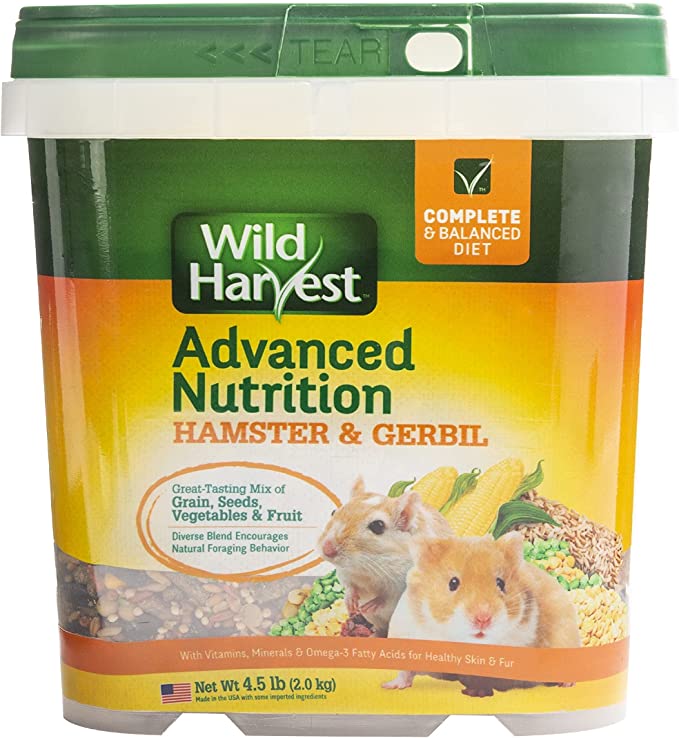 <<< TEAR
COMPLETE
& BALANCED
DIET
Wild
Harvest™
Advanced
Nutrition
HAMSTER & GERBIL
Great-Tasting Mix of
Grain, Seeds,
Vegetables & Fruit
Diverse Blend Encourages
Natural Foraging Behavior
With Vitamins, Minerals & Omega-3 Fatty Acids for Healthy Skin & Fur
Net Wt 4.5 lb (2.0 kg)
Made in the USA with some imported ingredients